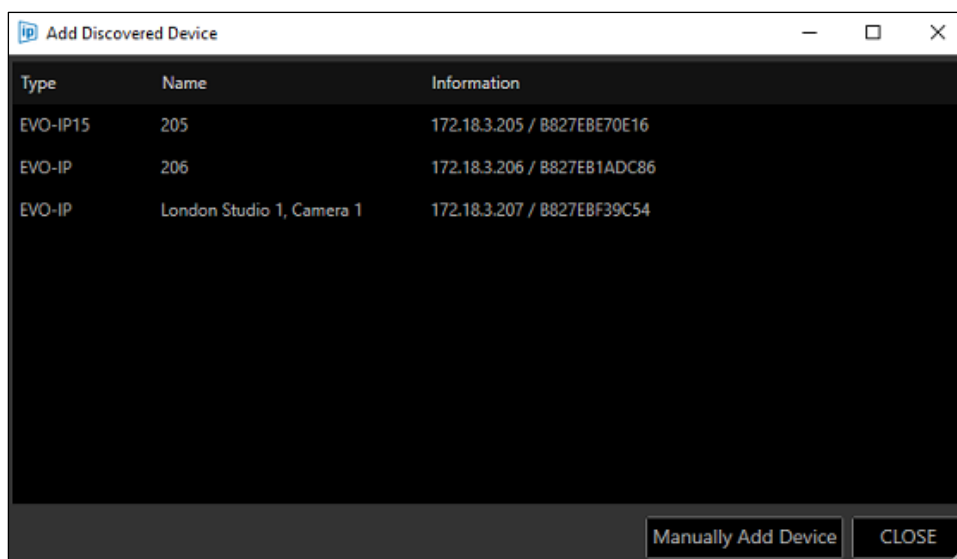 ip Add Discovered Device
Type Name Information
EVO-IP15 205 172.18.3.205 / B827EBE70E16
EVO-IP 206 172.18.3.206 / B827EB1ADC86
EVO-IP London Studio 1, Camera 1 172.18.3.207 / B827EBF39C54
Manually Add Device CLOSE